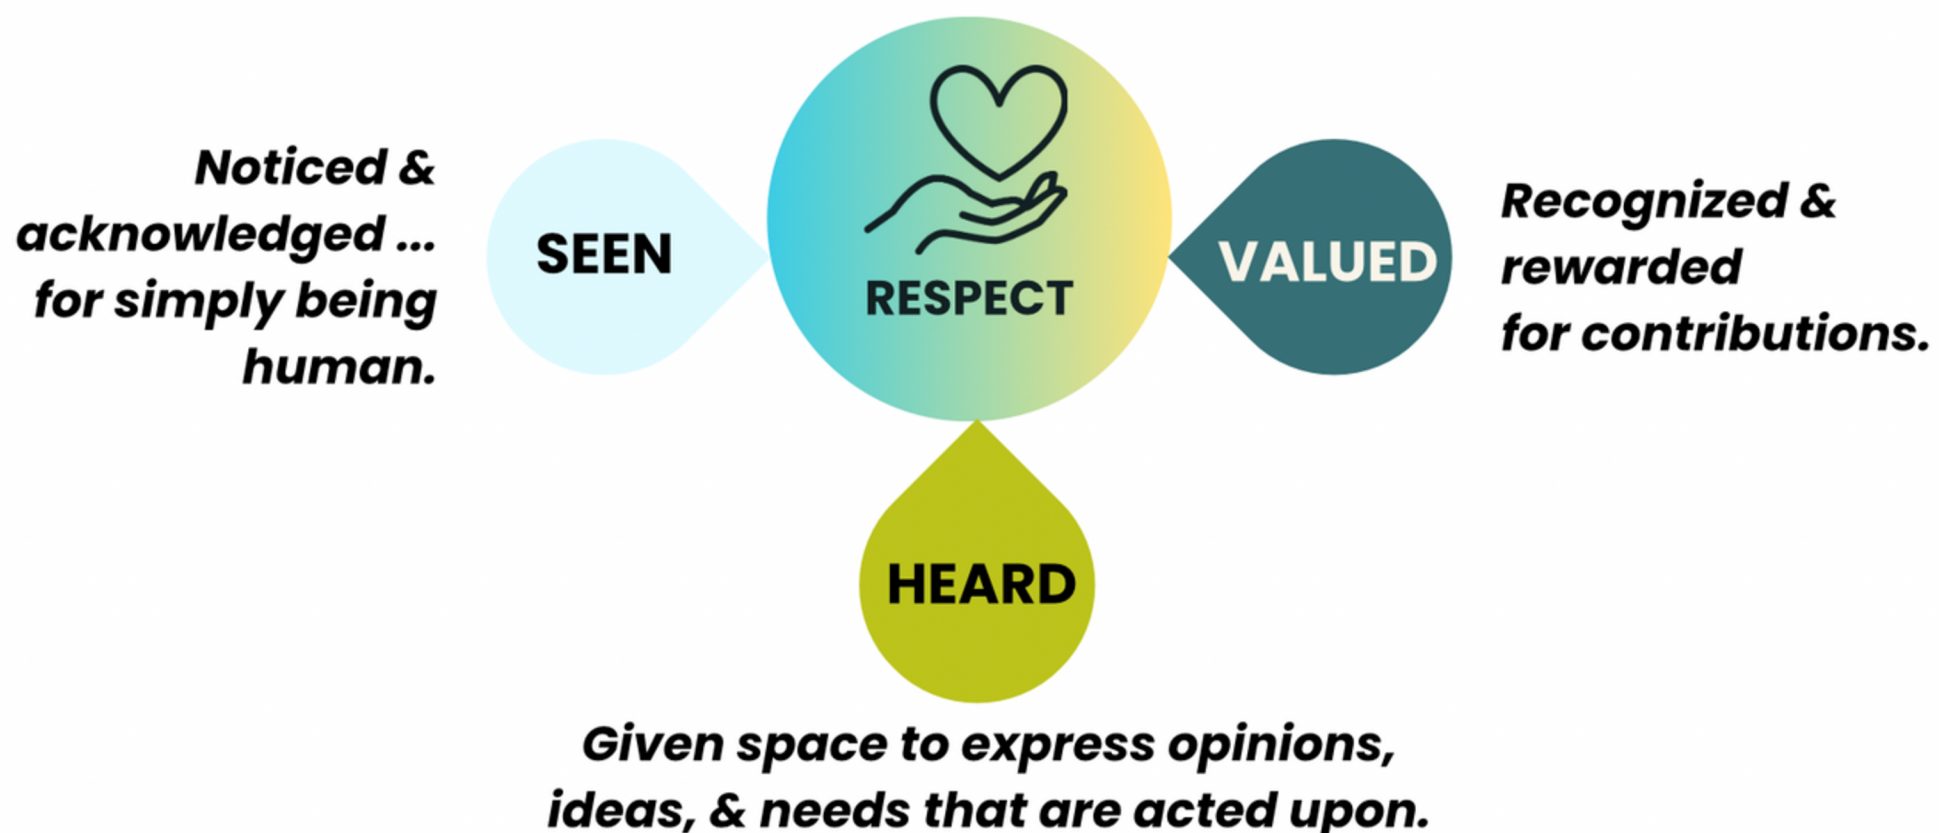 Noticed &
acknowledged ...
for simply being
human.
SEEN
RESPECT
VALUED
Recognized &
rewarded
for contributions.
HEARD
Given space to express opinions,
ideas, & needs that are acted upon.